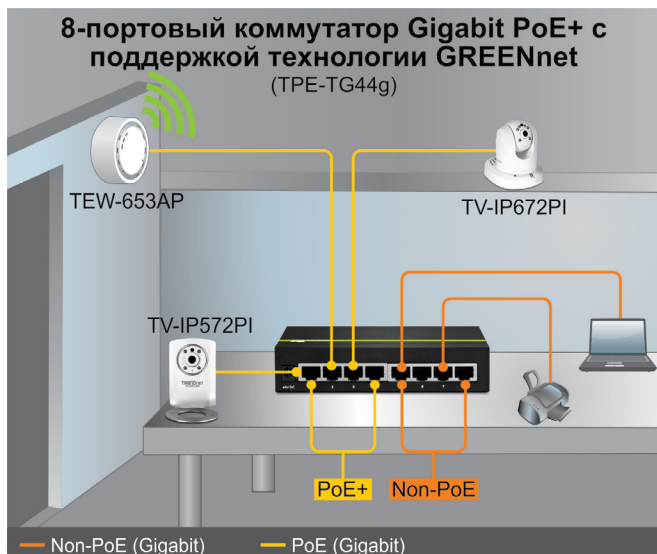 8-портовый коммутатор Gigabit PoE+ с
поддержкой технологии GREENnet
(TPE-TG44g)
TEW-653AP
TV-IP672PI
TV-IP572PI
TRENDnet
PoE+
Non-PoE
Non-PoE (Gigabit)
PoE (Gigabit)